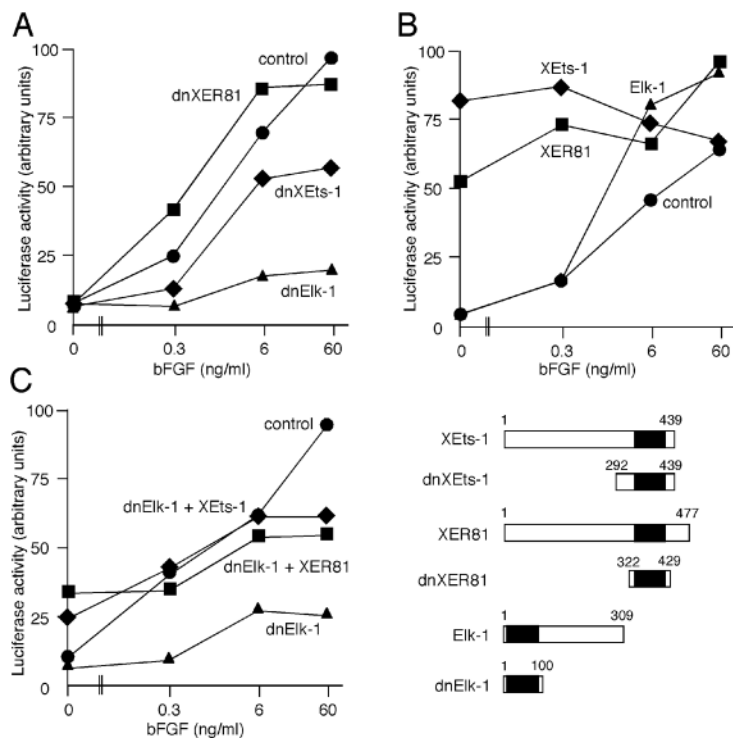 A
Luciferase activity (arbitrary units)
100
75
50
25
0
control
dnXER81
dnXEts-1
dnElk-1
0 0.3 6 60
bFGF (ng/ml)
B
Luciferase activity (arbitrary units)
100
75
50
25
0
XEts-1
Elk-1
XER81
control
0 0.3 6 60
bFGF (ng/ml)
C
Luciferase activity (arbitrary units)
100
75
50
25
0
control
dnElk-1 + XEts-1
dnElk-1 + XER81
dnElk-1
0 0.3 6 60
bFGF (ng/ml)
1 439
XEts-1
292 439
dnXEts-1
1 477
XER81
322 429
dnXER81
1 309
Elk-1
1 100
dnElk-1